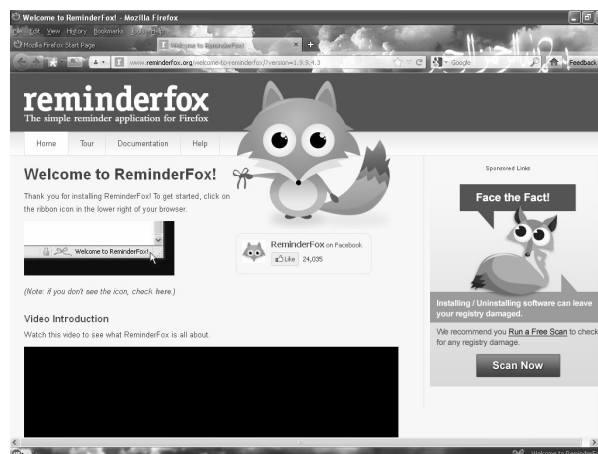 Welcome to ReminderFox! - Mozilla Firefox
Edit View History Bookmarks Tools Help
Mozilla Firefox Start Page
Welcome to ReminderFox!
www.reminderfox.org/welcome-to-reminderfox/?version=1.9.9.4.3
Google
Feedback
reminderfox
The simple reminder application for Firefox
Home
Tour
Documentation
Help
Welcome to ReminderFox!
Thank you for installing ReminderFox! To get started, click on
the ribbon icon in the lower right of your browser.
Welcome to ReminderFox!
(Note: if you don't see the icon, check here.)
ReminderFox on Facebook
Like 24,035
Video Introduction
Watch this video to see what ReminderFox is all about.
Sponsored Links
Face the Fact!
Installing / Uninstalling software can leave
your registry damaged.
We recommend you Run a Free Scan to check
for any registry damage.
Scan Now
Welcome to ReminderFo